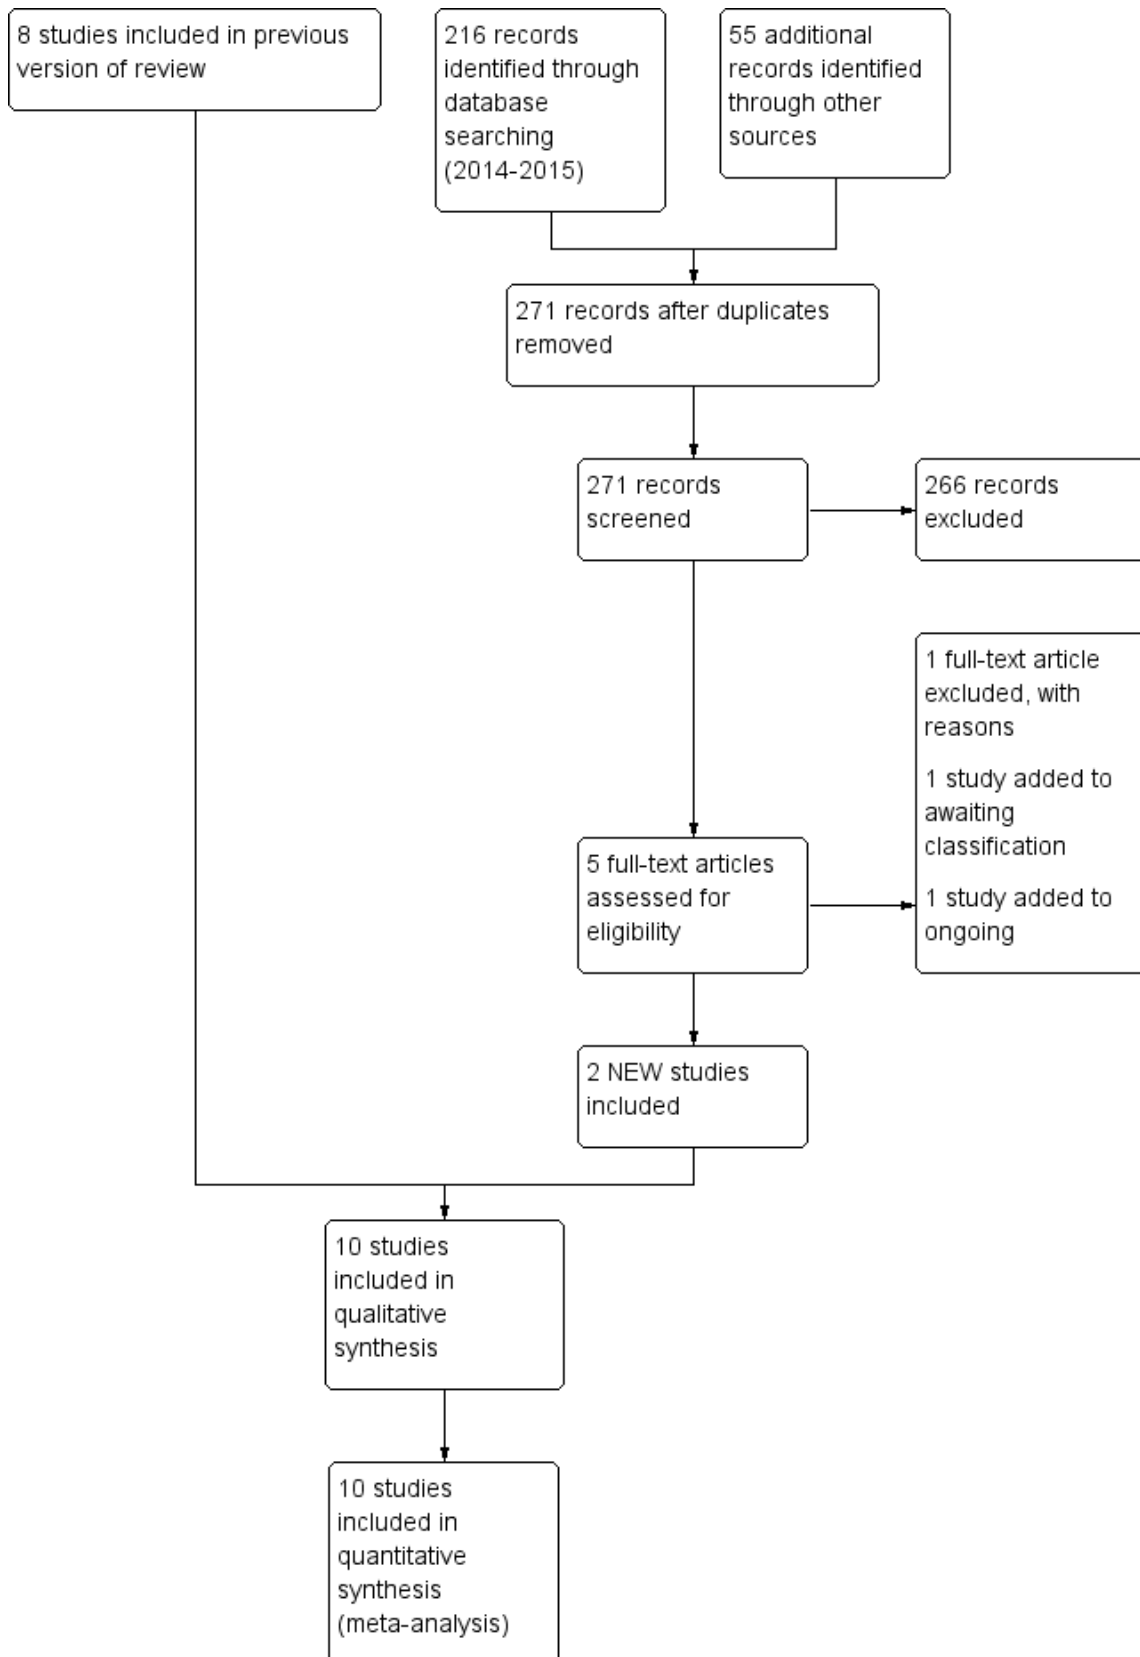 8 studies included in previous
version of review
216 records
identified through
database
searching
(2014-2015)
55 additional
records identified
through other
sources
271 records after duplicates
removed
271 records
screened
266 records
excluded
1 full-text article
excluded, with
reasons
1 study added to
awaiting
classification
1 study added to
ongoing
5 full-text articles
assessed for
eligibility
2 NEW studies
included
10 studies
included in
qualitative
synthesis
10 studies
included in
quantitative
synthesis
(meta-analysis)